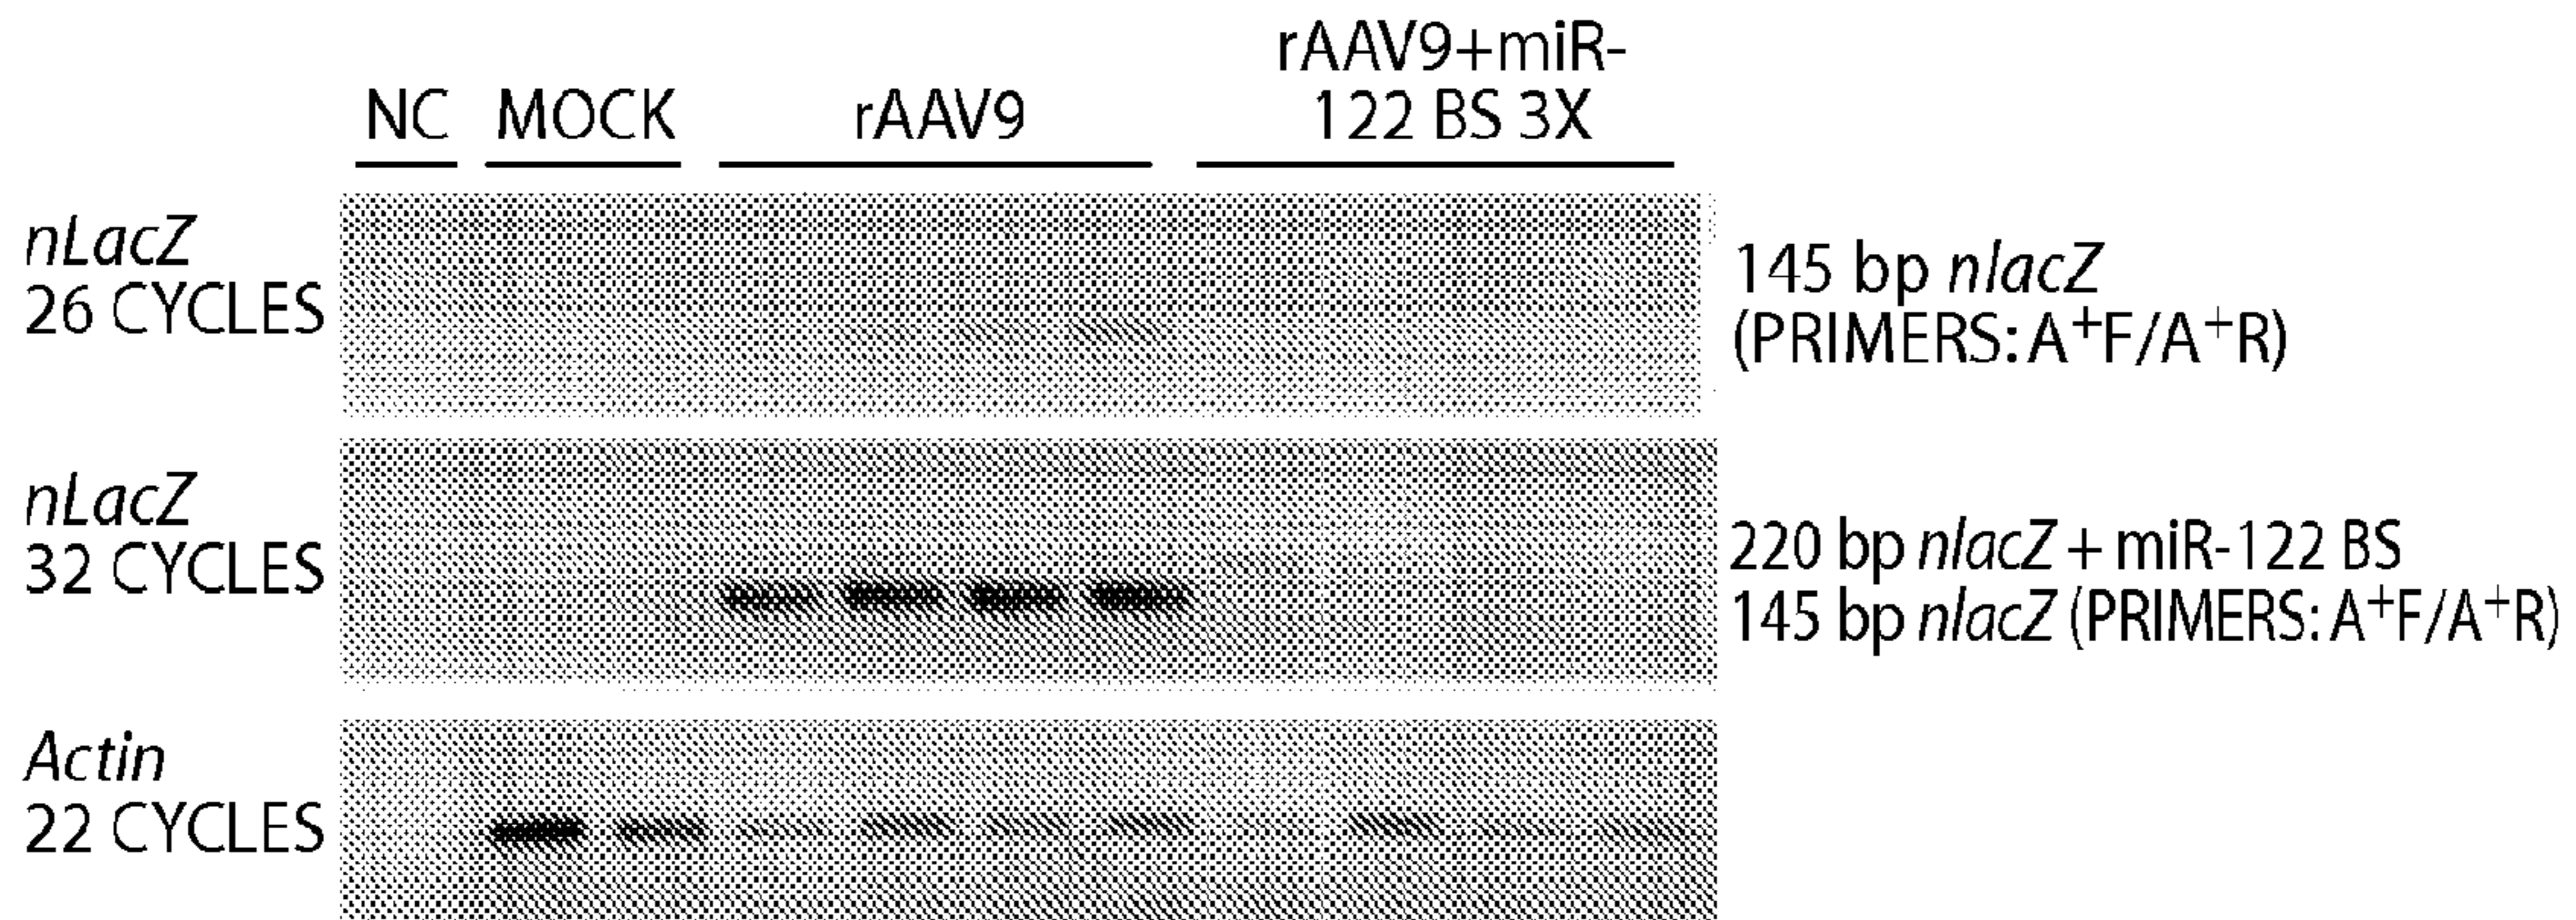 NC MOCK rAAV9 rAAV9+miR-
122 BS 3X
nLacZ
26 CYCLES
145 bp nlacZ
(PRIMERS: A+F/A+R)
nLacZ
32 CYCLES
220 bp nlacZ + miR-122 BS
145 bp nlacZ (PRIMERS: A+F/A+R)
Actin
22 CYCLES